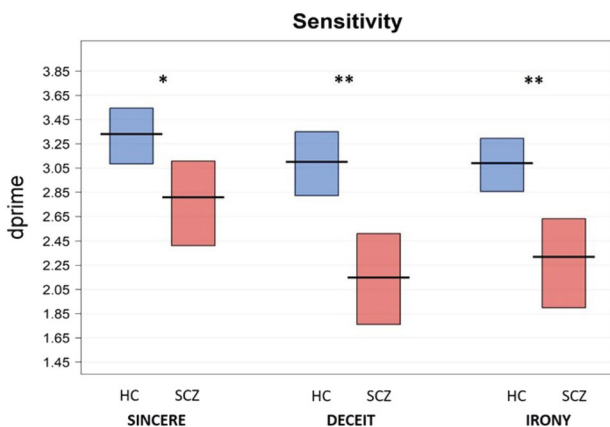 Sensitivity
* ** **
dprime
3.85
3.65
3.45
3.25
3.05
2.85
2.65
2.45
2.25
2.05
1.85
1.65
1.45
HC SCZ HC SCZ HC SCZ
SINCERE DECEIT IRONY